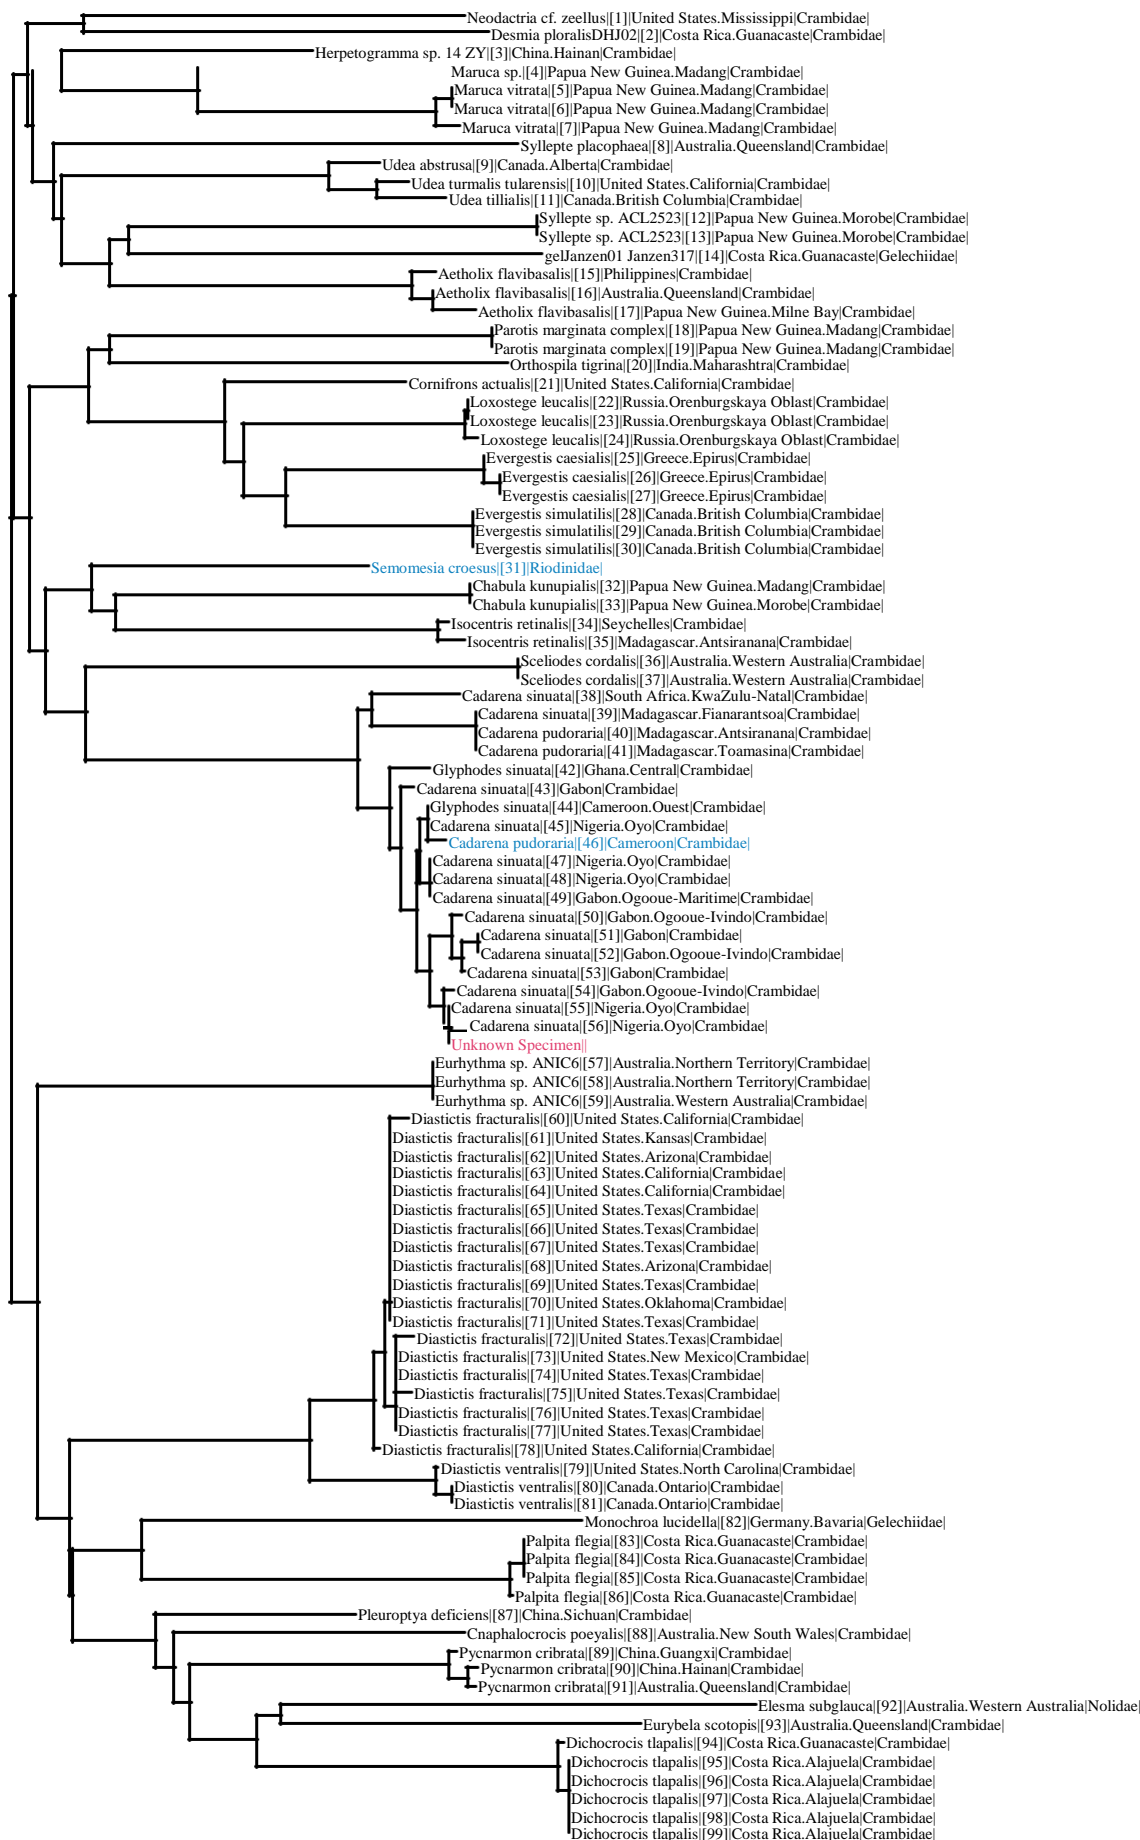 Neodactria cf. zeellus|[1]|United States.Mississippi|Crambidae|
Desmia ploralisDHJ02|[2]|Costa Rica.Guanacaste|Crambidae|
Herpetogramma sp. 14 ZY|[3]|China.Hainan|Crambidae|
Maruca sp.|[4]|Papua New Guinea.Madang|Crambidae|
Maruca vitrata|[5]|Papua New Guinea.Madang|Crambidae|
Maruca vitrata|[6]|Papua New Guinea.Madang|Crambidae|
Maruca vitrata|[7]|Papua New Guinea.Madang|Crambidae|
Syllepte placophaea|[8]|Australia.Queensland|Crambidae|
Udea abstrusa|[9]|Canada.Alberta|Crambidae|
Udea turmalis tularensis|[10]|United States.California|Crambidae|
Udea tillialis|[11]|Canada.British Columbia|Crambidae|
Syllepte sp. ACL2523|[12]|Papua New Guinea.Morobe|Crambidae|
Syllepte sp. ACL2523|[13]|Papua New Guinea.Morobe|Crambidae|
gelJanzen01 Janzen317|[14]|Costa Rica.Guanacaste|Gelechiidae|
Aetholix flavibasalis|[15]|Philippines|Crambidae|
Aetholix flavibasalis|[16]|Australia.Queensland|Crambidae|
Aetholix flavibasalis|[17]|Papua New Guinea.Milne Bay|Crambidae|
Parotis marginata complex|[18]|Papua New Guinea.Madang|Crambidae|
Parotis marginata complex|[19]|Papua New Guinea.Madang|Crambidae|
Orthospila tigrina|[20]|India.Maharashtra|Crambidae|
Cornifrons actualis|[21]|United States.California|Crambidae|
Loxostege leucalis|[22]|Russia.Orenburgskaya Oblast|Crambidae|
Loxostege leucalis|[23]|Russia.Orenburgskaya Oblast|Crambidae|
Loxostege leucalis|[24]|Russia.Orenburgskaya Oblast|Crambidae|
Evergestis caesialis|[25]|Greece.Epirus|Crambidae|
Evergestis caesialis|[26]|Greece.Epirus|Crambidae|
Evergestis caesialis|[27]|Greece.Epirus|Crambidae|
Evergestis simulatilis|[28]|Canada.British Columbia|Crambidae|
Evergestis simulatilis|[29]|Canada.British Columbia|Crambidae|
Evergestis simulatilis|[30]|Canada.British Columbia|Crambidae|
Semomesia croesus|[31]|Riodinidae|
Chabula kunupialis|[32]|Papua New Guinea.Madang|Crambidae|
Chabula kunupialis|[33]|Papua New Guinea.Morobe|Crambidae|
Isocentris retinalis|[34]|Seychelles|Crambidae|
Isocentris retinalis|[35]|Madagascar.Antsiranana|Crambidae|
Sceliodes cordalis|[36]|Australia.Western Australia|Crambidae|
Sceliodes cordalis|[37]|Australia.Western Australia|Crambidae|
Cadarena sinuata|[38]|South Africa.KwaZulu-Natal|Crambidae|
Cadarena sinuata|[39]|Madagascar.Fianarantsoa|Crambidae|
Cadarena pudoraria|[40]|Madagascar.Antsiranana|Crambidae|
Cadarena pudoraria|[41]|Madagascar.Toamasina|Crambidae|
Glyphodes sinuata|[42]|Ghana.Central|Crambidae|
Cadarena sinuata|[43]|Gabon|Crambidae|
Glyphodes sinuata|[44]|Cameroon.Ouest|Crambidae|
Cadarena sinuata|[45]|Nigeria.Oyo|Crambidae|
Cadarena pudoraria|[46]|Cameroon|Crambidae|
Cadarena sinuata|[47]|Nigeria.Oyo|Crambidae|
Cadarena sinuata|[48]|Nigeria.Oyo|Crambidae|
Cadarena sinuata|[49]|Gabon.Ogooue-Maritime|Crambidae|
Cadarena sinuata|[50]|Gabon.Ogooue-Ivindo|Crambidae|
Cadarena sinuata|[51]|Gabon|Crambidae|
Cadarena sinuata|[52]|Gabon.Ogooue-Ivindo|Crambidae|
Cadarena sinuata|[53]|Gabon|Crambidae|
Cadarena sinuata|[54]|Gabon.Ogooue-Ivindo|Crambidae|
Cadarena sinuata|[55]|Nigeria.Oyo|Crambidae|
Cadarena sinuata|[56]|Nigeria.Oyo|Crambidae|
Unknown Specimen||
Eurhythma sp. ANIC6|[57]|Australia.Northern Territory|Crambidae|
Eurhythma sp. ANIC6|[58]|Australia.Northern Territory|Crambidae|
Eurhythma sp. ANIC6|[59]|Australia.Western Australia|Crambidae|
Diastictis fracturalis|[60]|United States.California|Crambidae|
Diastictis fracturalis|[61]|United States.Kansas|Crambidae|
Diastictis fracturalis|[62]|United States.Arizona|Crambidae|
Diastictis fracturalis|[63]|United States.California|Crambidae|
Diastictis fracturalis|[64]|United States.California|Crambidae|
Diastictis fracturalis|[65]|United States.Texas|Crambidae|
Diastictis fracturalis|[66]|United States.Texas|Crambidae|
Diastictis fracturalis|[67]|United States.Texas|Crambidae|
Diastictis fracturalis|[68]|United States.Arizona|Crambidae|
Diastictis fracturalis|[69]|United States.Texas|Crambidae|
Diastictis fracturalis|[70]|United States.Oklahoma|Crambidae|
Diastictis fracturalis|[71]|United States.Texas|Crambidae|
Diastictis fracturalis|[72]|United States.Texas|Crambidae|
Diastictis fracturalis|[73]|United States.New Mexico|Crambidae|
Diastictis fracturalis|[74]|United States.Texas|Crambidae|
Diastictis fracturalis|[75]|United States.Texas|Crambidae|
Diastictis fracturalis|[76]|United States.Texas|Crambidae|
Diastictis fracturalis|[77]|United States.Texas|Crambidae|
Diastictis fracturalis|[78]|United States.California|Crambidae|
Diastictis ventralis|[79]|United States.North Carolina|Crambidae|
Diastictis ventralis|[80]|Canada.Ontario|Crambidae|
Diastictis ventralis|[81]|Canada.Ontario|Crambidae|
Monochroa lucidella|[82]|Germany.Bavaria|Gelechiidae|
Palpita flegia|[83]|Costa Rica.Guanacaste|Crambidae|
Palpita flegia|[84]|Costa Rica.Guanacaste|Crambidae|
Palpita flegia|[85]|Costa Rica.Guanacaste|Crambidae|
Palpita flegia|[86]|Costa Rica.Guanacaste|Crambidae|
Pleuroptya deficiens|[87]|China.Sichuan|Crambidae|
Cnaphalocrocis poeyalis|[88]|Australia.New South Wales|Crambidae|
Pycnarmon cribrata|[89]|China.Guangxi|Crambidae|
Pycnarmon cribrata|[90]|China.Hainan|Crambidae|
Pycnarmon cribrata|[91]|Australia.Queensland|Crambidae|
Elesma subglauca|[92]|Australia.Western Australia|Nolidae|
Eurybela scotopis|[93]|Australia.Queensland|Crambidae|
Dichocrocis tlapalis|[94]|Costa Rica.Guanacaste|Crambidae|
Dichocrocis tlapalis|[95]|Costa Rica.Alajuela|Crambidae|
Dichocrocis tlapalis|[96]|Costa Rica.Alajuela|Crambidae|
Dichocrocis tlapalis|[97]|Costa Rica.Alajuela|Crambidae|
Dichocrocis tlapalis|[98]|Costa Rica.Alajuela|Crambidae|
Dichocrocis tlapalis|[99]|Costa Rica.Alajuela|Crambidae|